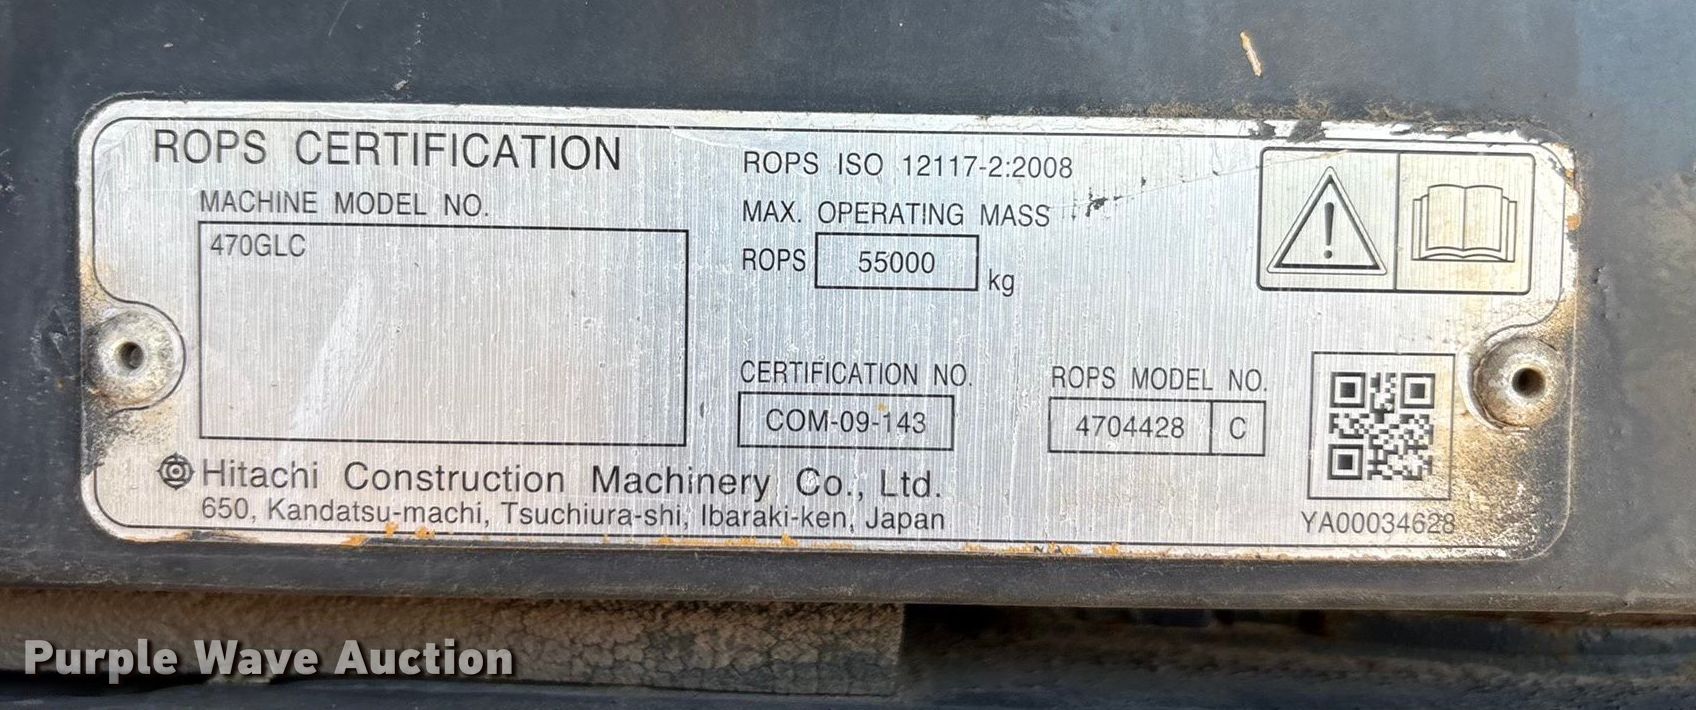 ROPS CERTIFICATION
MACHINE MODEL NO.
470GLC
ROPS ISO 12117-2:2008
MAX. OPERATING MASS
ROPS 55000 kg
CERTIFICATION NO.
COM-09-143
ROPS MODEL NO.
4704428 C
Hitachi Construction Machinery Co., Ltd.
650, Kandatsu-machi, Tsuchiura-shi, Ibaraki-ken, Japan
YA00034628
Purple Wave Auction